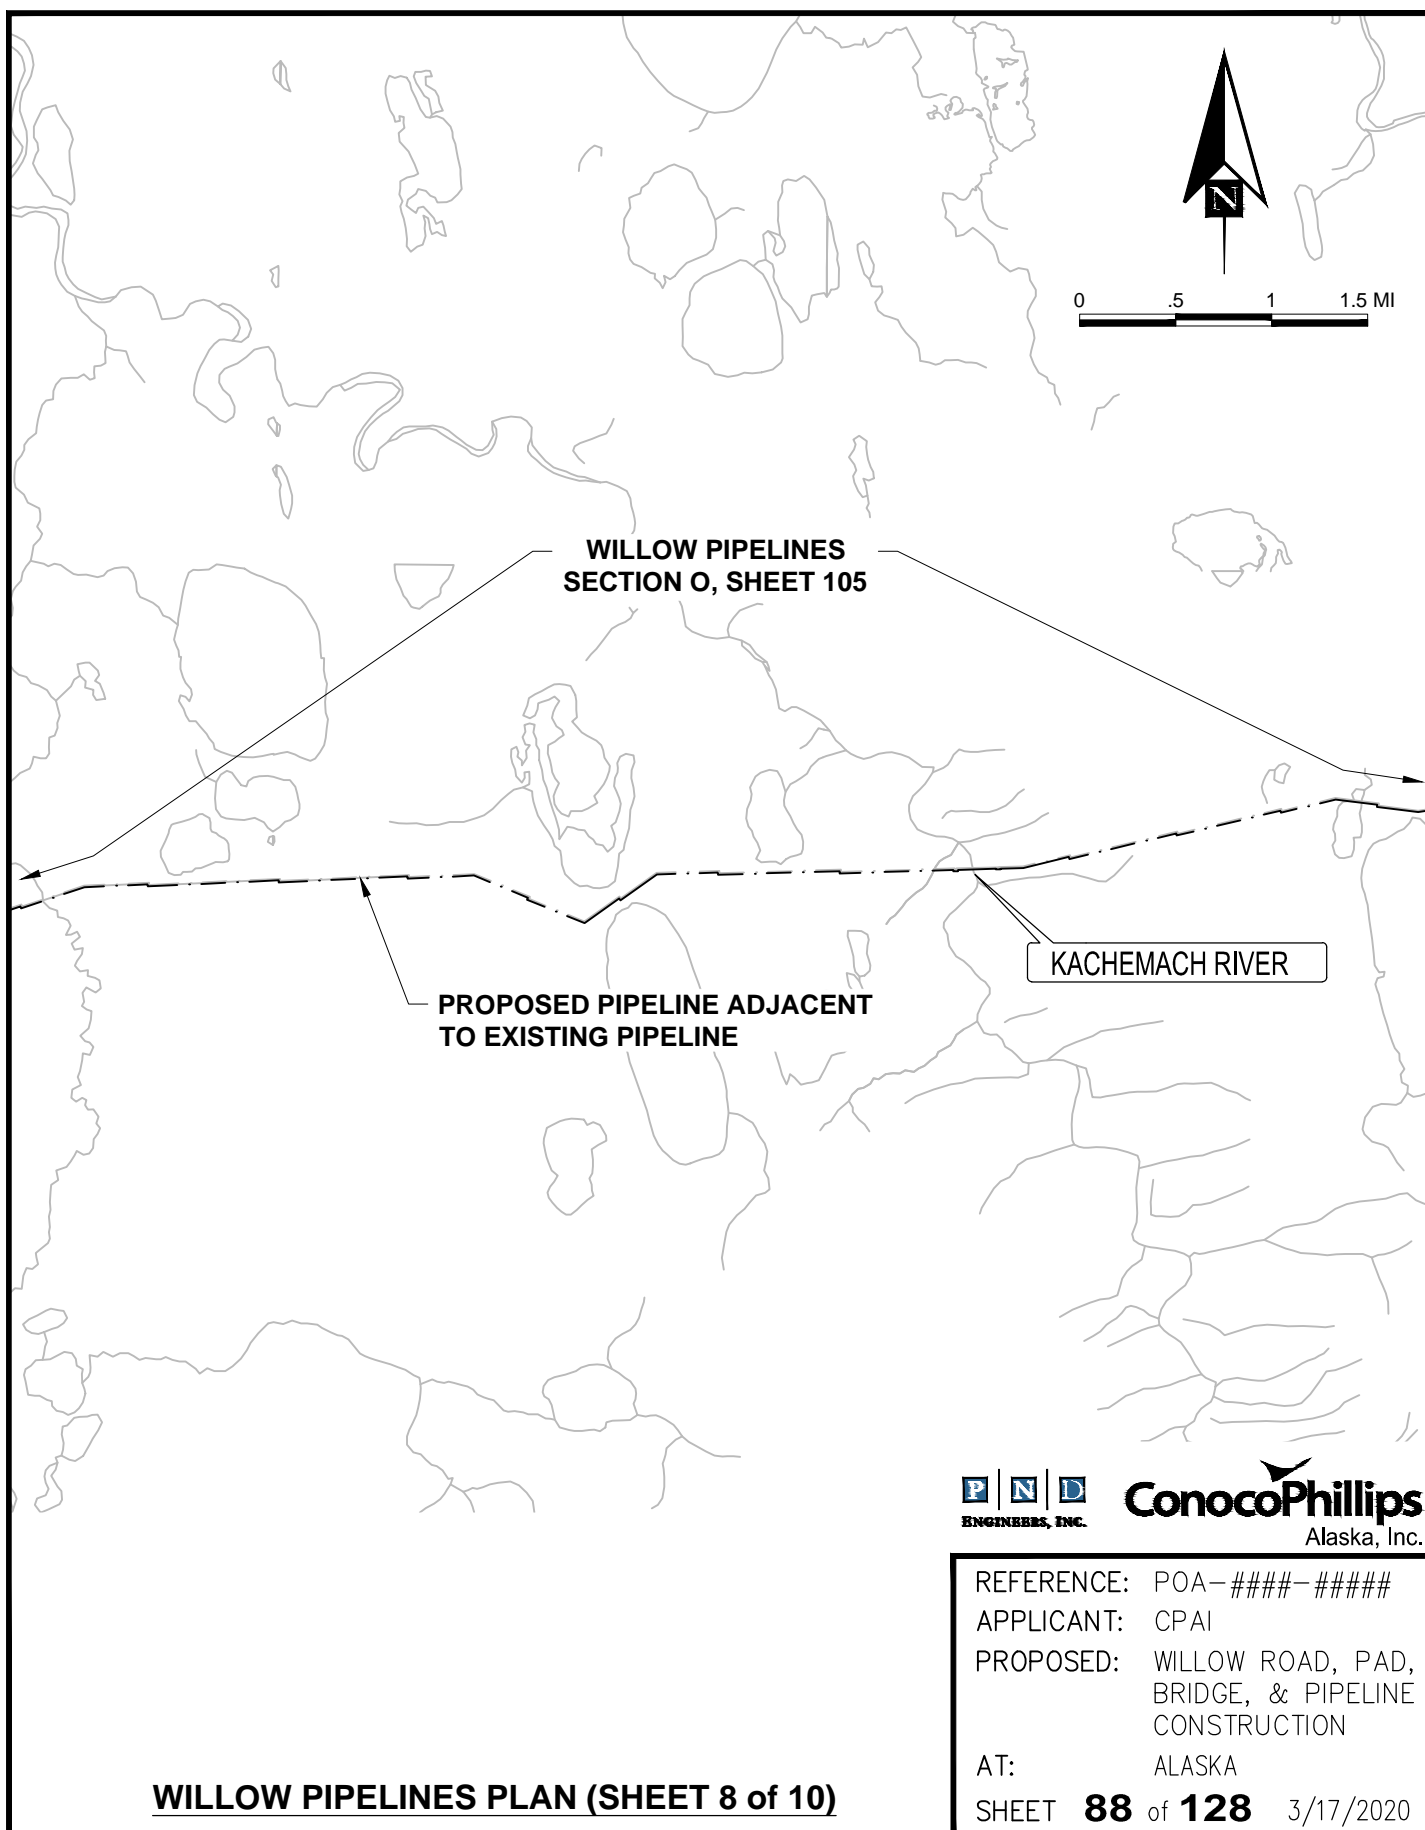 N
0 .5 1 1.5 MI
WILLOW PIPELINES
SECTION O, SHEET 105
KACHEMACH RIVER
PROPOSED PIPELINE ADJACENT
TO EXISTING PIPELINE
P N D
ENGINEERS, INC.
ConocoPhillips
Alaska, Inc.
REFERENCE: POA-####-#####
APPLICANT: CPAI
PROPOSED: WILLOW ROAD, PAD,
BRIDGE, & PIPELINE
CONSTRUCTION
AT: ALASKA
SHEET 88 of 128 3/17/2020
WILLOW PIPELINES PLAN (SHEET 8 of 10)